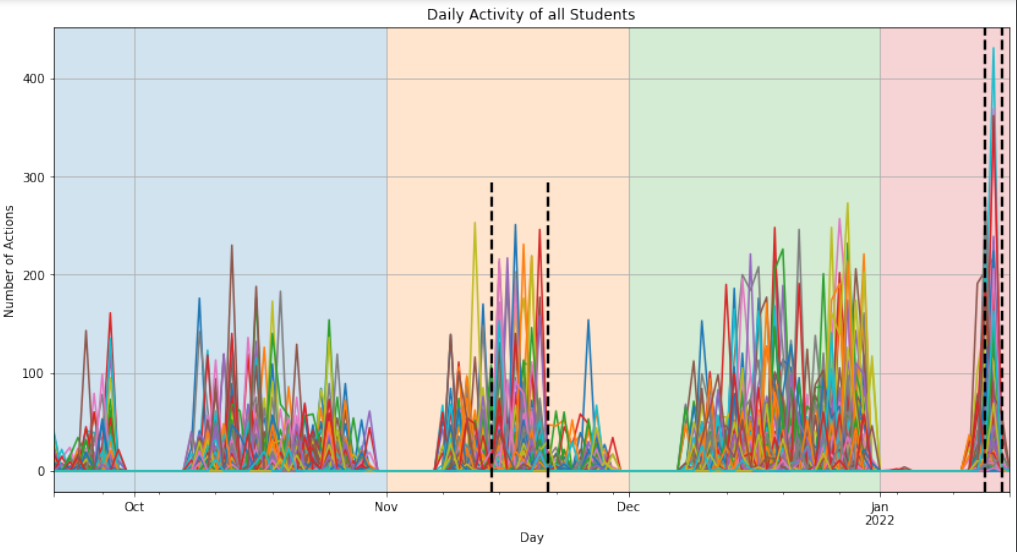 Daily Activity of all Students
Number of Actions
400
300
200
100
0
Oct
Nov
Dec
Jan
2022
Day